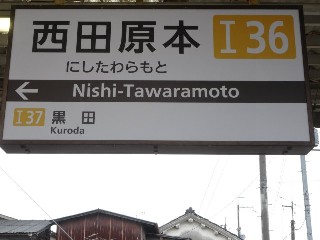 西田原本 I 36
にしたわらもと
← Nishi-Tawaramoto
I 37 黒田
Kuroda